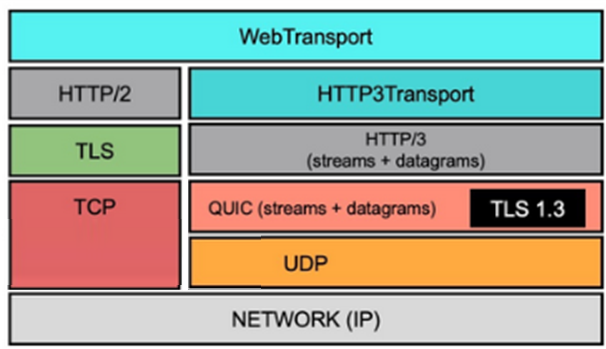 WebTransport
HTTP/2
HTTP3Transport
TLS
HTTP/3
(streams + datagrams)
TCP
QUIC (streams + datagrams)
TLS 1.3
UDP
NETWORK (IP)